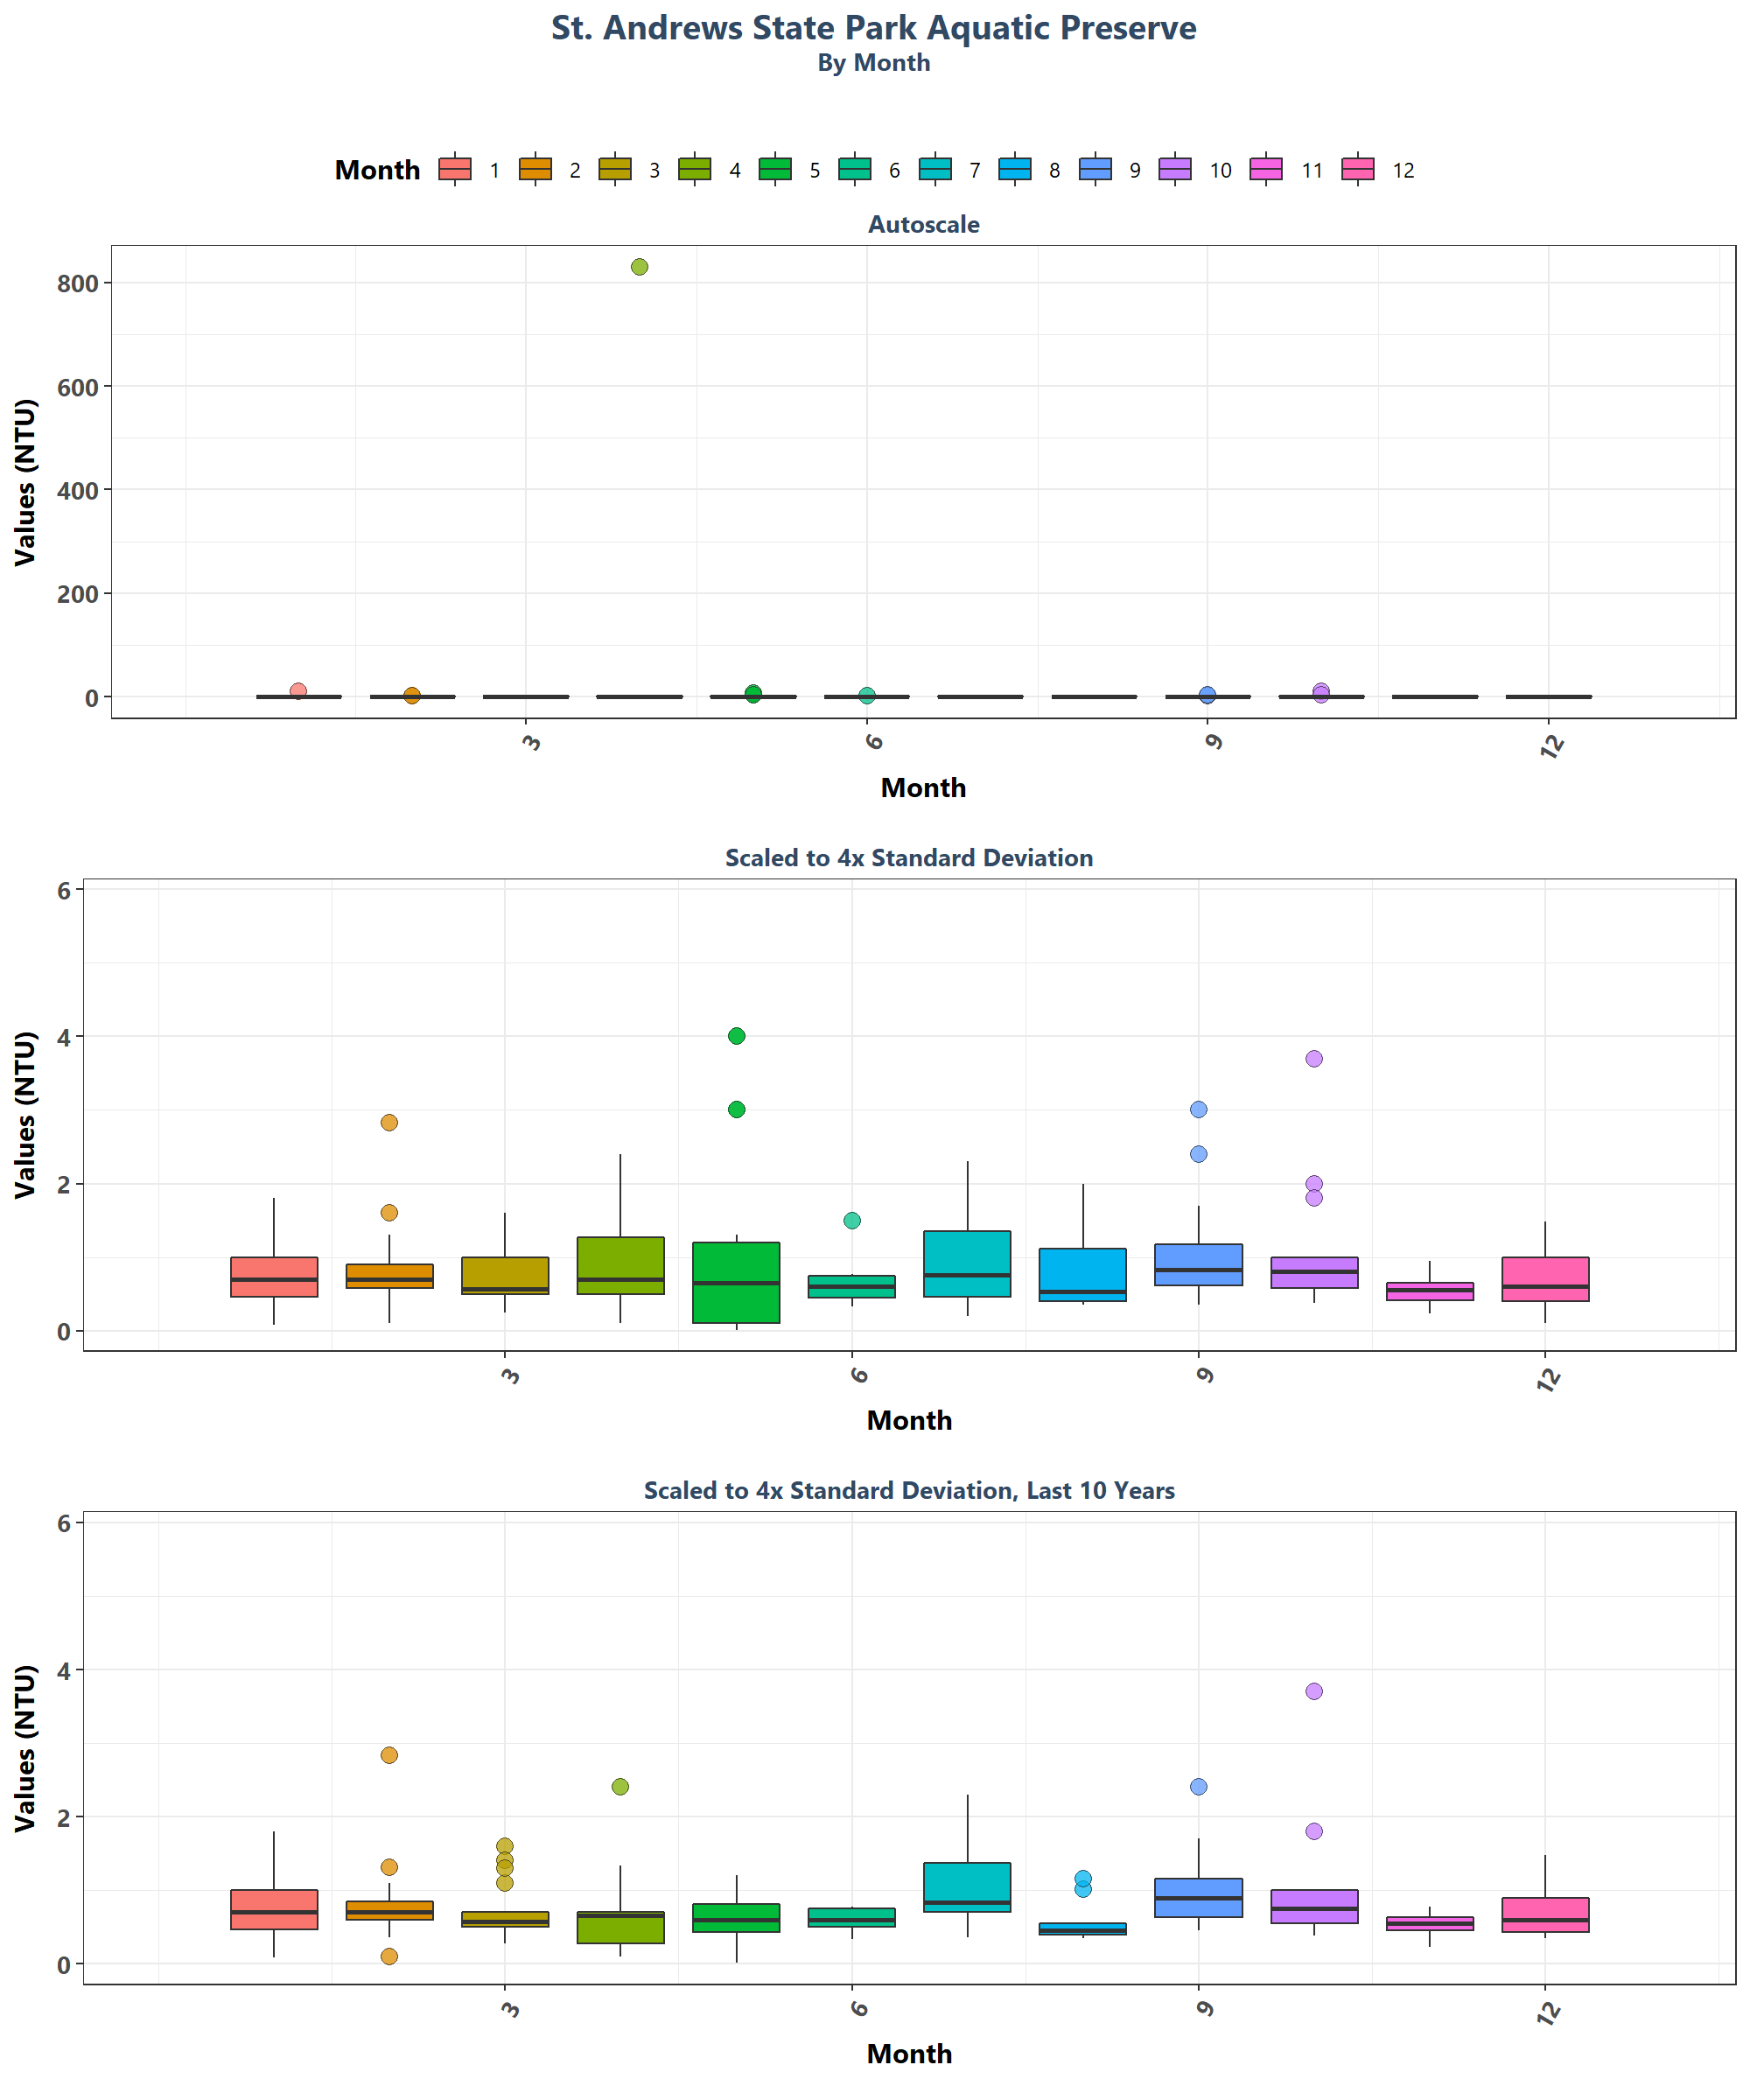 St. Andrews State Park Aquatic Preserve
By Month
Month 1 2 3 4 5 6 7 8 9 10 11 12
Autoscale
800
600
400
200
0
Values (NTU)
3 6 9 12
Month
Scaled to 4x Standard Deviation
6
4
2
0
Values (NTU)
3 6 9 12
Month
Scaled to 4x Standard Deviation, Last 10 Years
6
4
2
0
Values (NTU)
3 6 9 12
Month